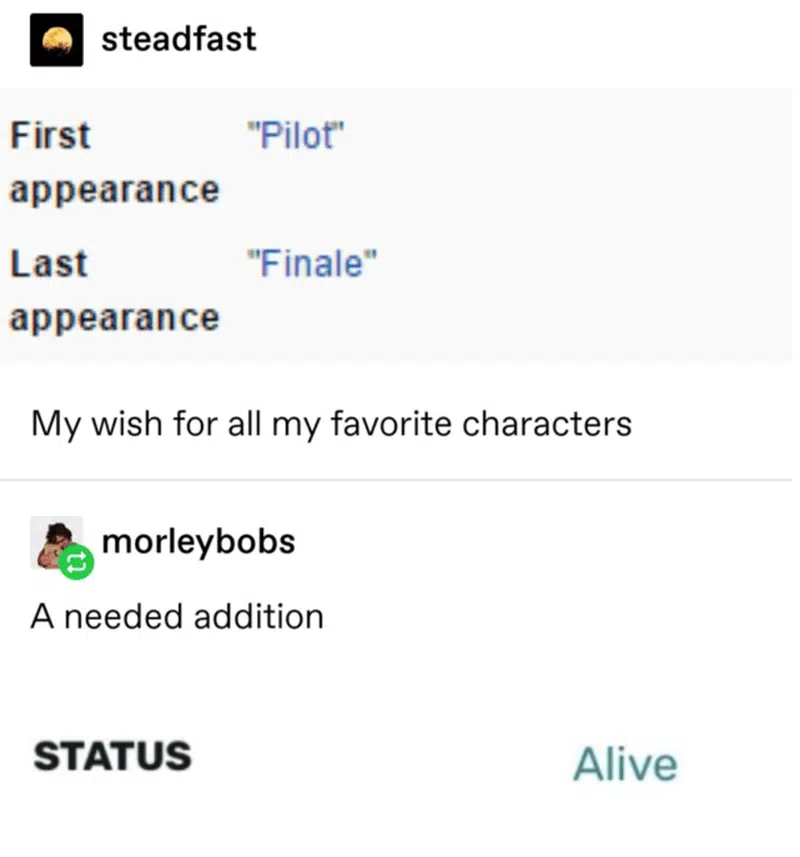 steadfast
First "Pilot"
appearance
Last "Finale"
appearance
My wish for all my favorite characters
morleybobs
A needed addition
STATUS Alive